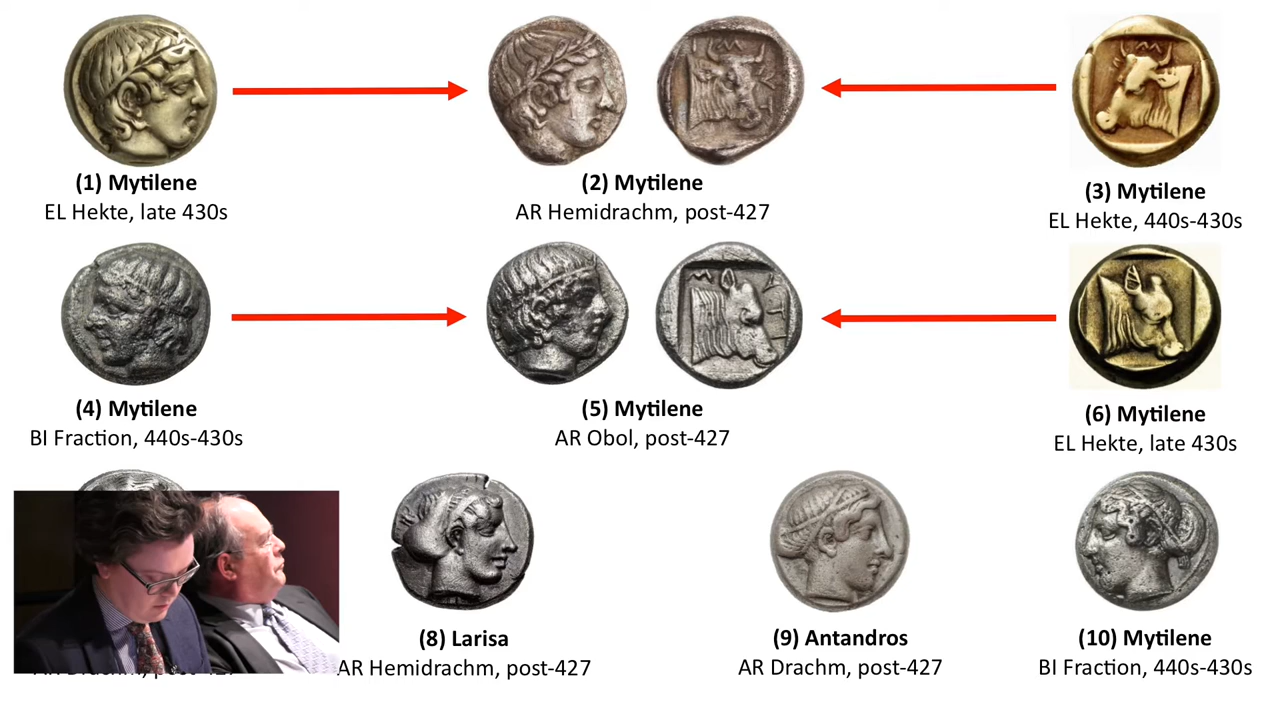 (1) Mytilene
EL Hekte, late 430s
(2) Mytilene
AR Hemidrachm, post-427
(3) Mytilene
EL Hekte, 440s-430s
(4) Mytilene
BI Fraction, 440s-430s
(5) Mytilene
AR Obol, post-427
(6) Mytilene
EL Hekte, late 430s
(8) Larisa
AR Hemidrachm, post-427
(9) Antandros
AR Drachm, post-427
(10) Mytilene
BI Fraction, 440s-430s